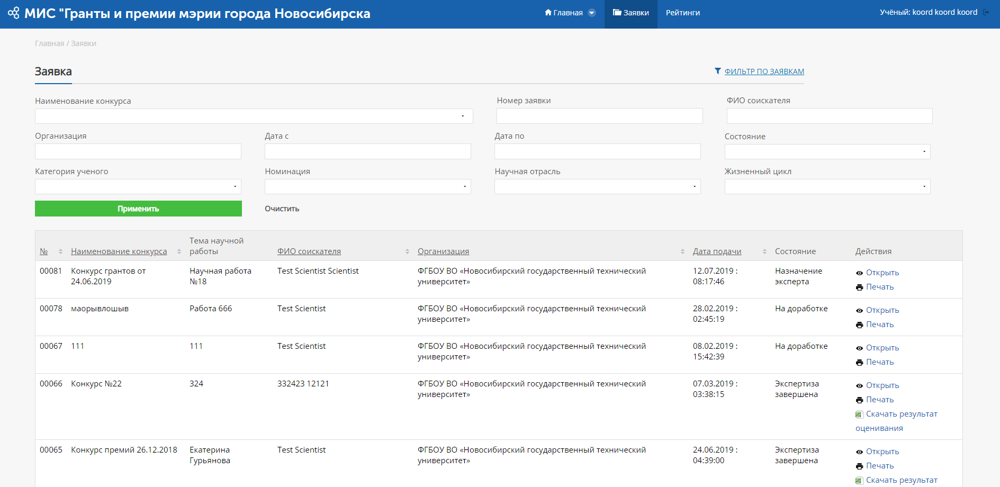 МИС "Гранты и премии мэрии города Новосибирска
Главная
Заявки
Рейтинги
Учёный: koord koord koord
Главная / Заявки
Заявка
ФИЛЬТР ПО ЗАЯВКАМ
Наименование конкурса
Номер заявки
ФИО соискателя
Организация
Дата с
Дата по
Состояние
Категория ученого
Номинация
Научная отрасль
Жизненный цикл
Применить
Очистить
№
Наименование конкурса
Тема научной
работы
ФИО соискателя
Организация
Дата подачи
Состояние
Действия
00081
Конкурс грантов от
24.06.2019
Научная работа
№18
Test Scientist Scientist
ФГБОУ ВО «Новосибирский государственный технический
университет»
12.07.2019 :
08:17:46
Назначение
эксперта
Открыть
Печать
00078
маорывлошыв
Работа 666
Test Scientist
ФГБОУ ВО «Новосибирский государственный технический
университет»
28.02.2019 :
02:45:19
На доработке
Открыть
Печать
00067
111
111
Test Scientist
ФГБОУ ВО «Новосибирский государственный технический
университет»
08.02.2019 :
15:42:39
На доработке
Открыть
Печать
00066
Конкурс №22
324
332423 12121
ФГБОУ ВО «Новосибирский государственный технический
университет»
07.03.2019 :
03:38:15
Экспертиза
завершена
Открыть
Печать
Скачать результат
оценивания
00065
Конкурс премий 26.12.2018
Екатерина
Гурьянова
Test Scientist
ФГБОУ ВО «Новосибирский государственный технический
университет»
24.06.2019 :
04:39:00
Экспертиза
завершена
Открыть
Печать
Скачать результат